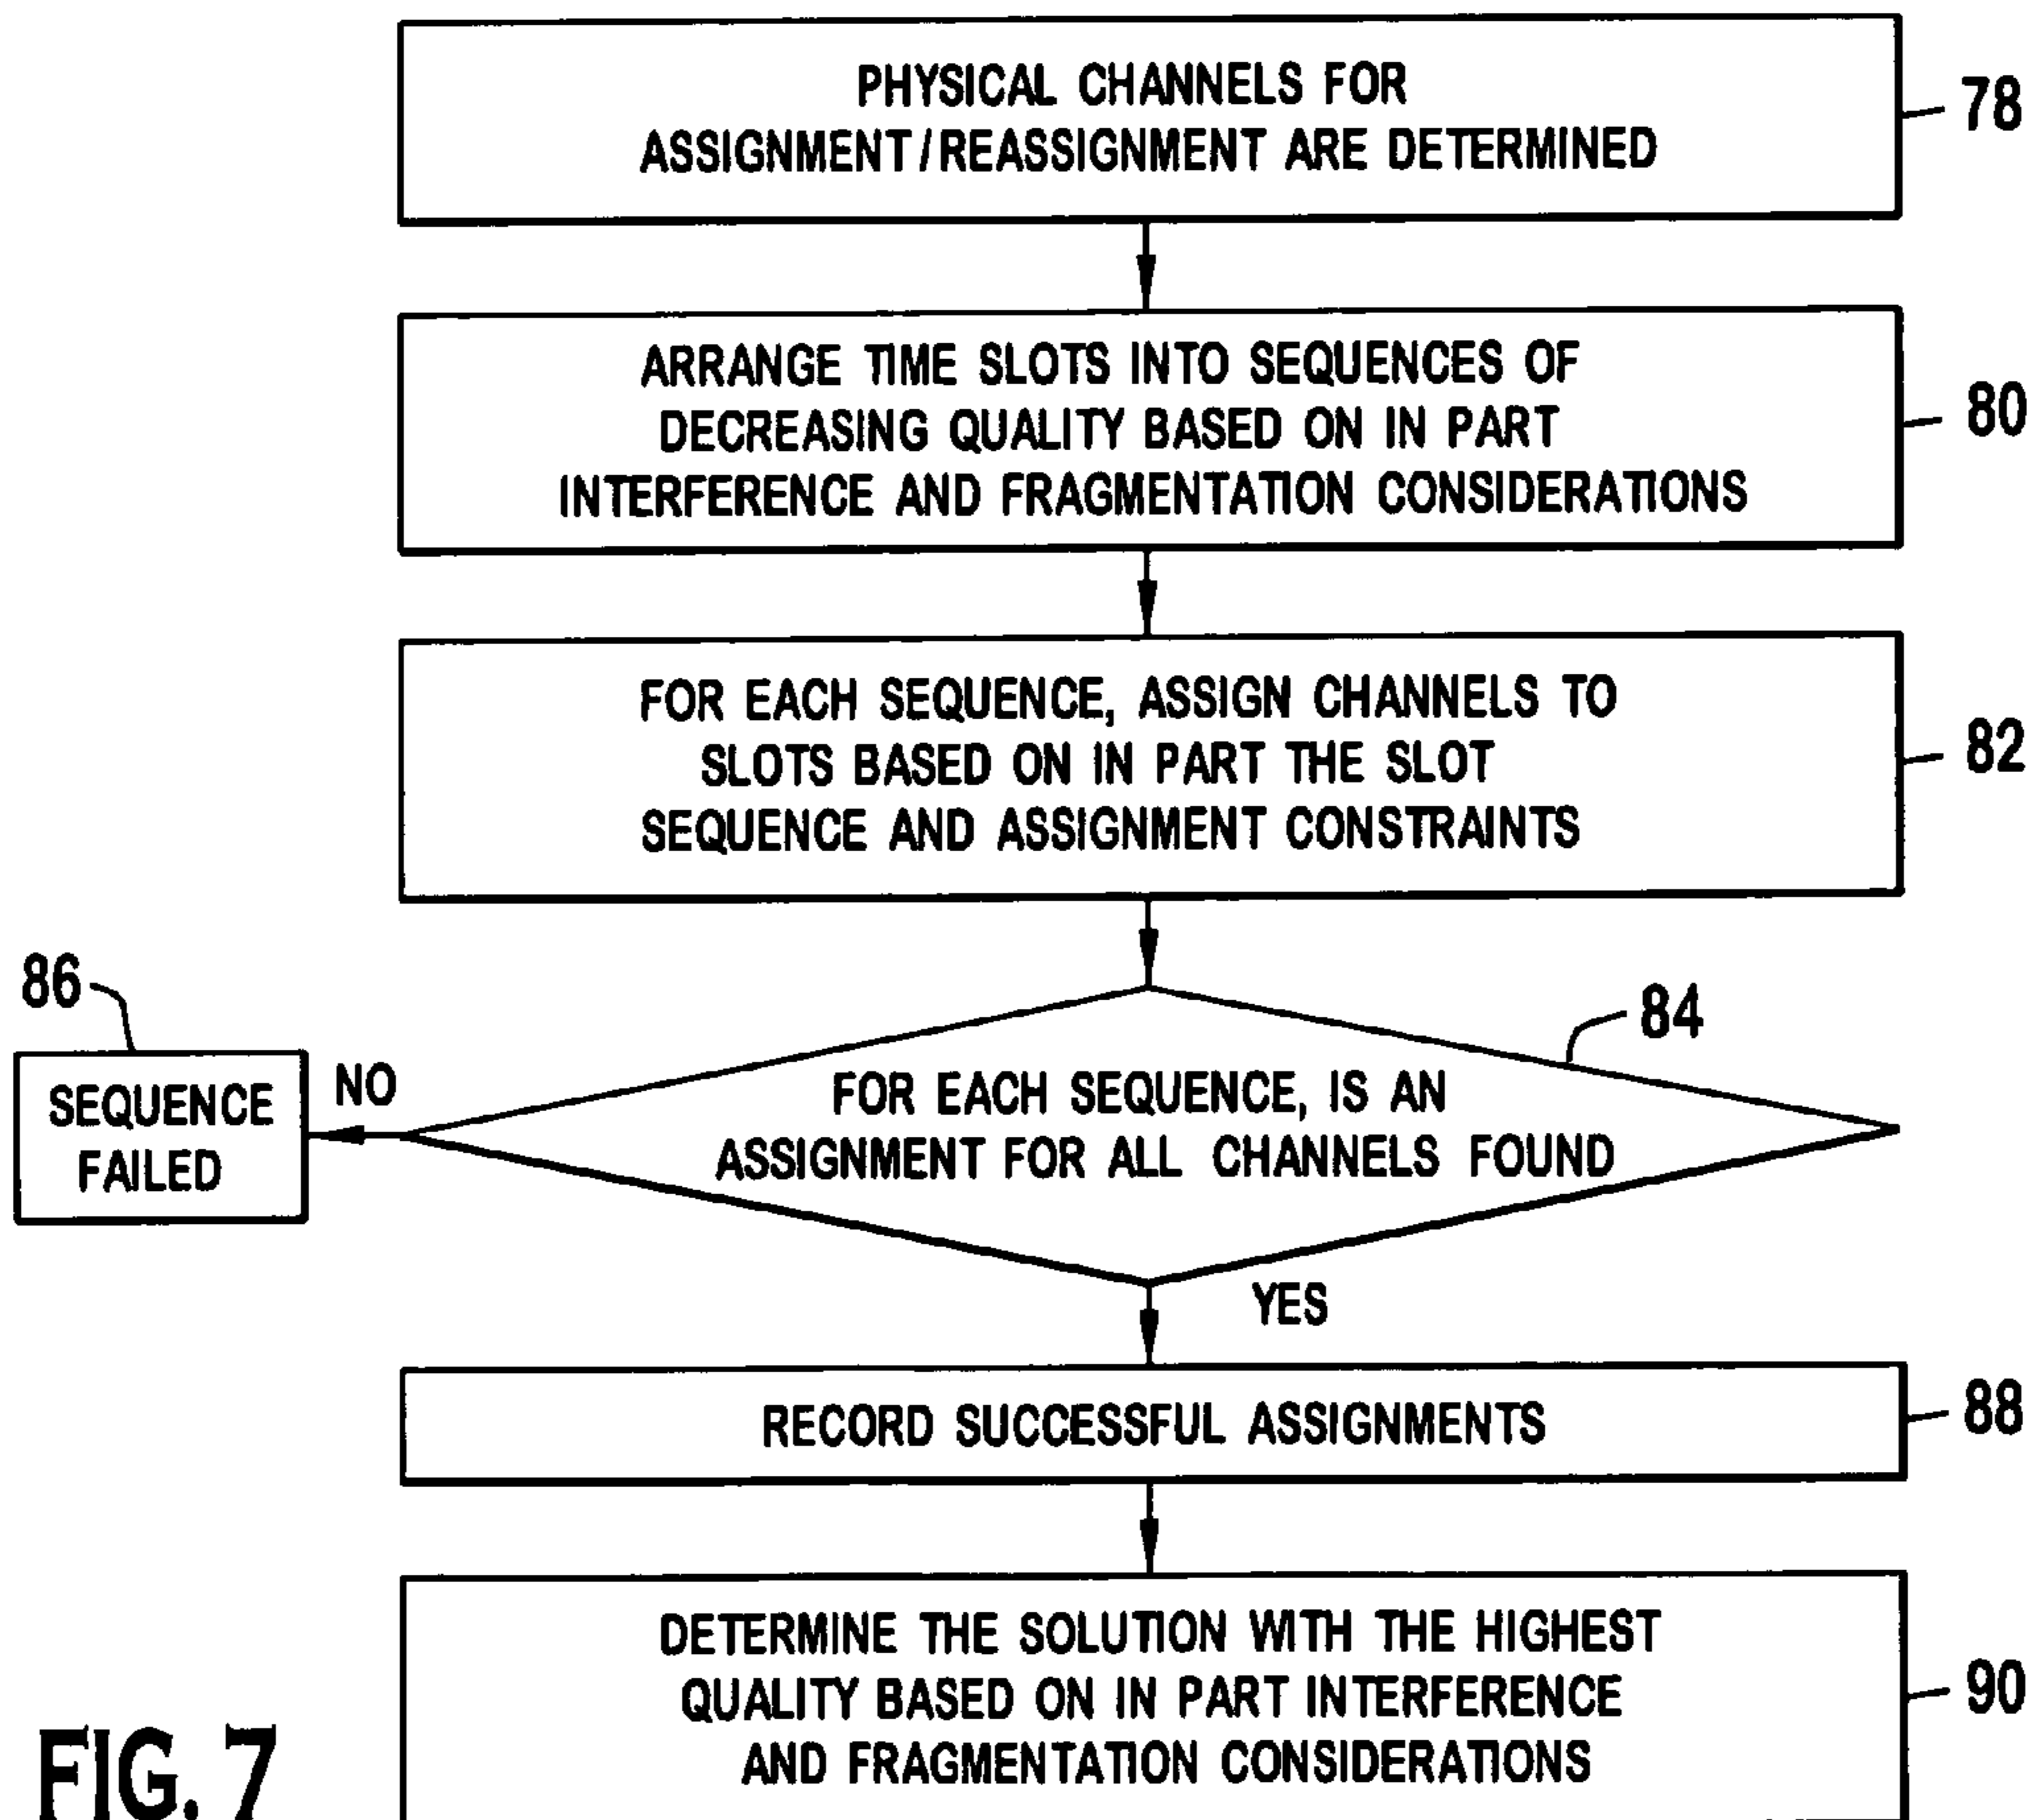 PHYSICAL CHANNELS FOR
ASSIGNMENT/REASSIGNMENT ARE DETERMINED
78
ARRANGE TIME SLOTS INTO SEQUENCES OF
DECREASING QUALITY BASED ON IN PART
INTERFERENCE AND FRAGMENTATION CONSIDERATIONS
80
FOR EACH SEQUENCE, ASSIGN CHANNELS TO
SLOTS BASED ON IN PART THE SLOT
SEQUENCE AND ASSIGNMENT CONSTRAINTS
82
84
FOR EACH SEQUENCE, IS AN
ASSIGNMENT FOR ALL CHANNELS FOUND
NO
86
SEQUENCE
FAILED
YES
RECORD SUCCESSFUL ASSIGNMENTS
88
DETERMINE THE SOLUTION WITH THE HIGHEST
QUALITY BASED ON IN PART INTERFERENCE
AND FRAGMENTATION CONSIDERATIONS
90
FIG. 7